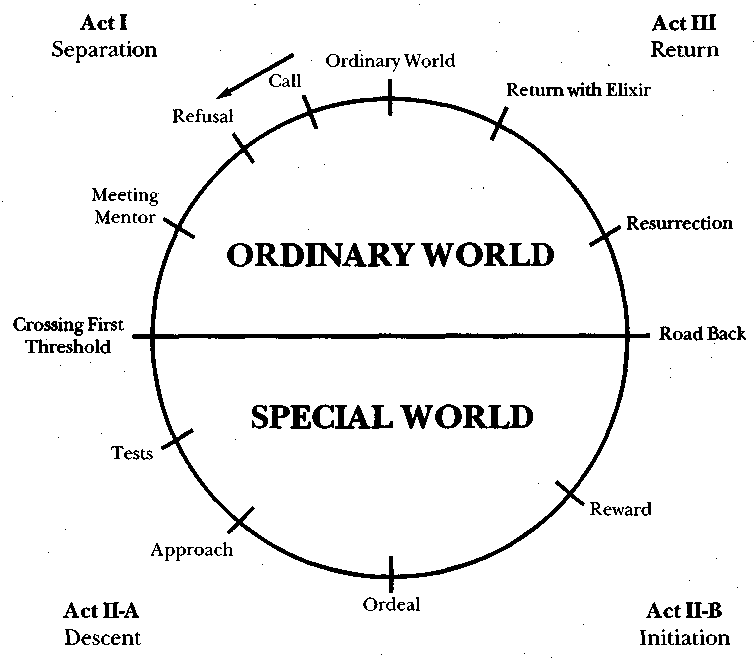 Act I
Separation
Act III
Return
Ordinary World
Call
Return with Elixir
Refusal
Meeting
Mentor
Resurrection
ORDINARY WORLD
Crossing First
Threshold
Road Back
SPECIAL WORLD
Tests
Reward
Approach
Ordeal
Act II-A
Descent
Act II-B
Initiation